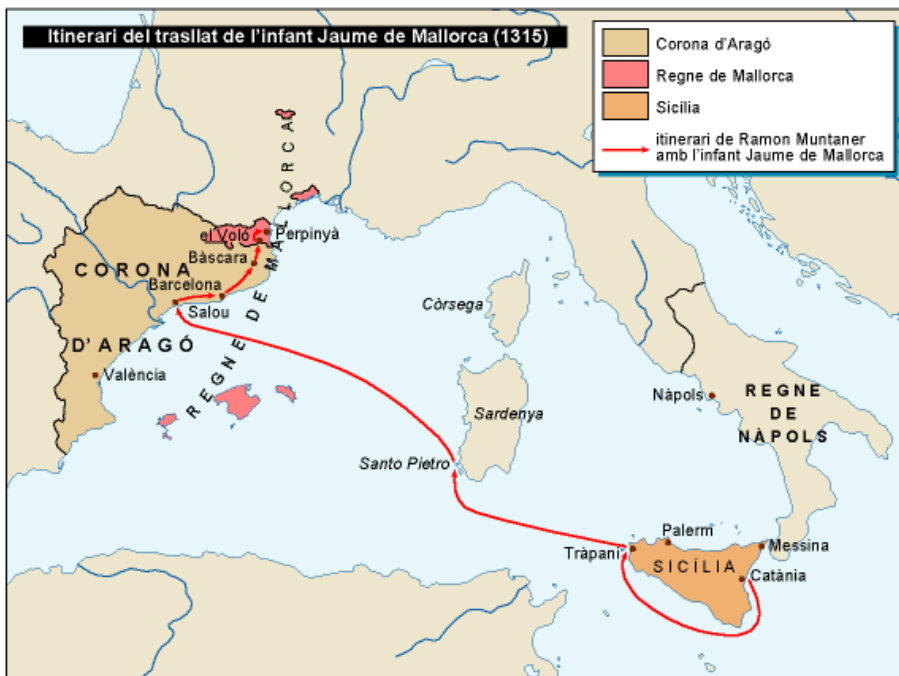 Itinerari del trasllat de l'infant Jaume de Mallorca (1315)
Corona d'Aragó
Regne de Mallorca
Sicília
itinerari de Ramon Muntaner
amb l'infant Jaume de Mallorca
REGNE DE MALLORCA
el Voló
Perpinyà
Bàscara
CORONA
D'ARAGÓ
Barcelona
Salou
València
Còrsega
Sardenya
Santo Pietro
Nàpols
REGNE
DE
NÀPOLS
Palerm
Messina
Tràpani
SICÍLIA
Catània